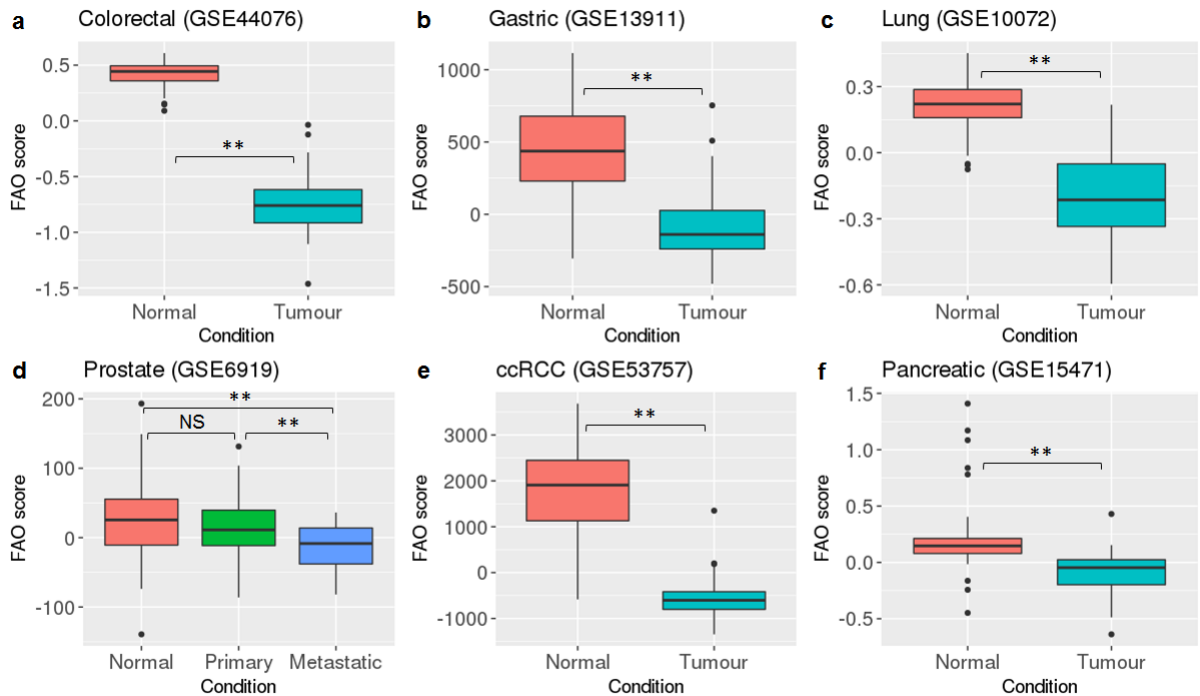 a Colorectal (GSE44076)
FAO score
0.5
0.0
-0.5
-1.0
-1.5
**
Normal Tumour
Condition
b Gastric (GSE13911)
FAO score
1000
500
0
-500
**
Normal Tumour
Condition
c Lung (GSE10072)
FAO score
0.3
0.0
-0.3
-0.6
**
Normal Tumour
Condition
d Prostate (GSE6919)
FAO score
200
100
0
-100
**
NS **
Normal Primary Metastatic
Condition
e ccRCC (GSE53757)
FAO score
3000
2000
1000
0
-1000
**
Normal Tumour
Condition
f Pancreatic (GSE15471)
FAO score
1.5
1.0
0.5
0.0
-0.5
**
Normal Tumour
Condition